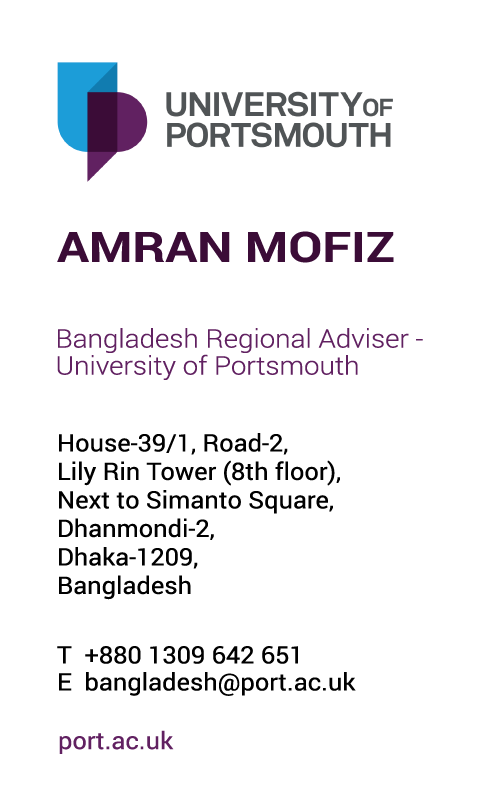 UNIVERSITY OF
PORTSMOUTH
AMRAN MOFIZ
Bangladesh Regional Adviser -
University of Portsmouth
House-39/1, Road-2,
Lily Rin Tower (8th floor),
Next to Simanto Square,
Dhanmondi-2,
Dhaka-1209,
Bangladesh
T +880 1309 642 651
E bangladesh@port.ac.uk
port.ac.uk